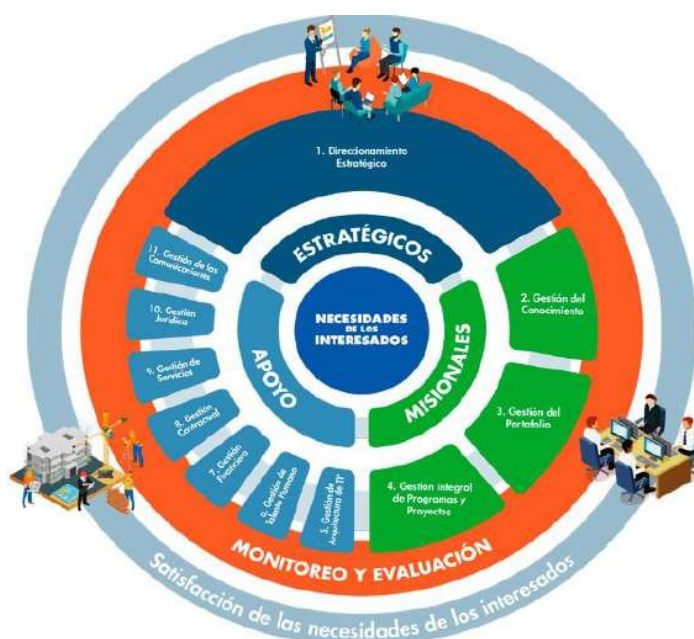 1. Direccionamiento
Estratégico
ESTRATÉGICOS
NECESIDADES
DE LOS
INTERESADOS
MISIONALES
APOYO
2. Gestión del
Conocimiento
3. Gestión del
Portafolio
4. Gestión Integral
de Programas y
Proyectos
5. Gestión de
Arquitectura de TI
6. Gestión de
Talento Humano
7. Gestión
Financiera
8. Gestión
Contractual
9. Gestión de
Servicios
10. Gestión
Jurídica
11. Gestión de las
Comunicaciones
MONITOREO Y EVALUACIÓN
Satisfacción de las necesidades de los interesados